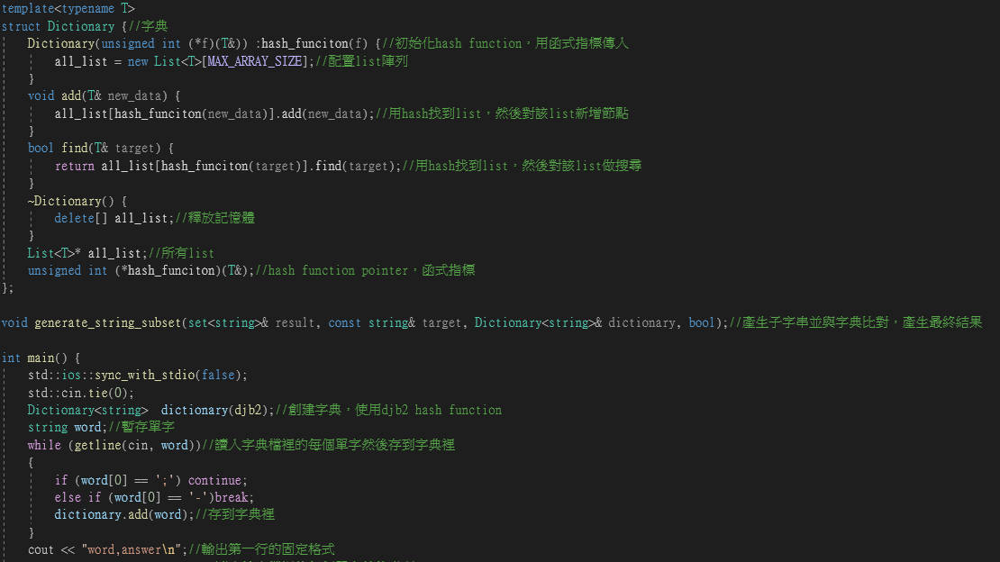 template<typename T>
struct Dictionary {//字典
    Dictionary(unsigned int (*f)(T&)) :hash_funciton(f) {//初始化hash function，用函式指標傳入
        all_list = new List<T>[MAX_ARRAY_SIZE];//配置list陣列
    }
    void add(T& new_data) {
        all_list[hash_funciton(new_data)].add(new_data);//用hash找到list，然後對該list新增節點
    }
    bool find(T& target) {
        return all_list[hash_funciton(target)].find(target);//用hash找到list，然後對該list做搜尋
    }
    ~Dictionary() {
        delete[] all_list;//釋放記憶體
    }
    List<T>* all_list;//所有list
    unsigned int (*hash_funciton)(T&);//hash function pointer，函式指標
};
void generate_string_subset(set<string>& result, const string& target, Dictionary<string>& dictionary, bool);//產生子字串並與字典比對，產生最終結果
int main() {
    std::ios::sync_with_stdio(false);
    std::cin.tie(0);
    Dictionary<string>  dictionary(djb2);//創建字典，使用djb2 hash function
    string word;//暫存單字
    while (getline(cin, word))//讀入字典檔裡的每個單字然後存到字典裡
    {
        if (word[0] == ';') continue;
        else if (word[0] == '-')break;
        dictionary.add(word);//存到字典裡
    }
    cout << "word,answer\n";//輸出第一行的固定格式